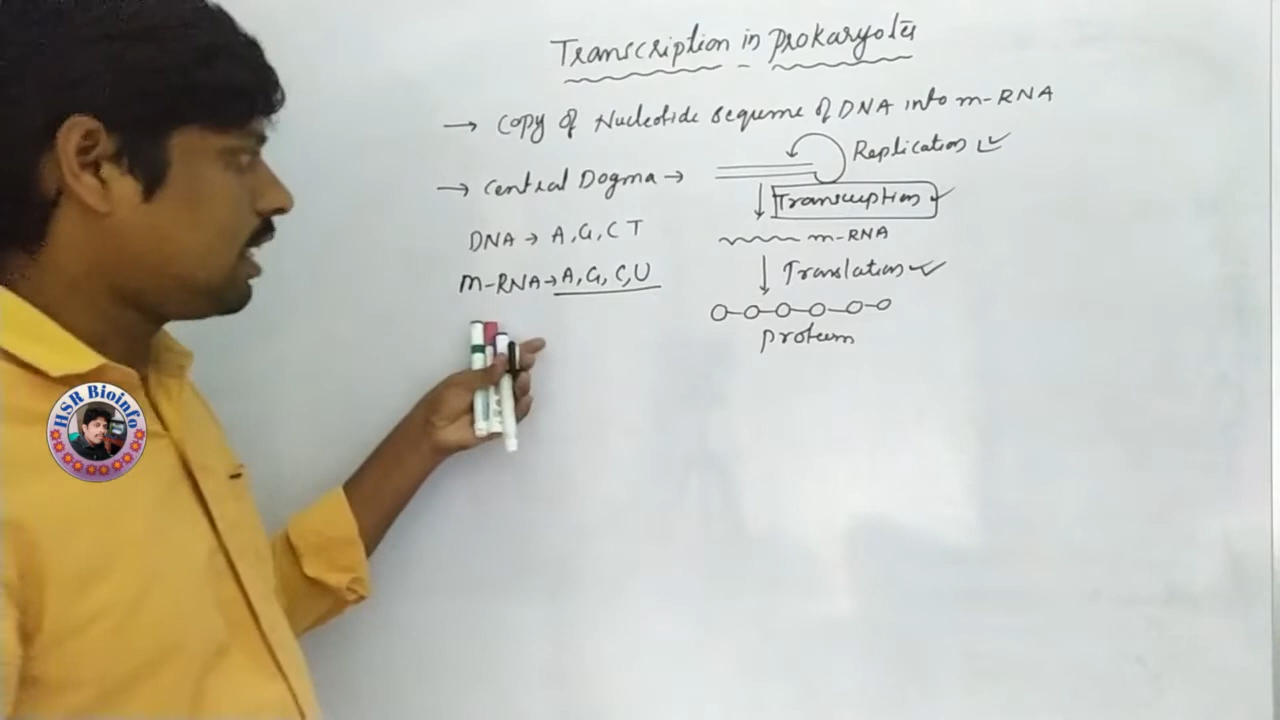 Transcription in Prokaryotes
→ Copy of Nucleotide sequence of DNA into m-RNA
→ Central Dogma →
Replication ✓
Transcription ✓
DNA → A, G, C T
m-RNA
m-RNA → A, G, C, U
Translation ✓
Protein
HSR Bioinfo